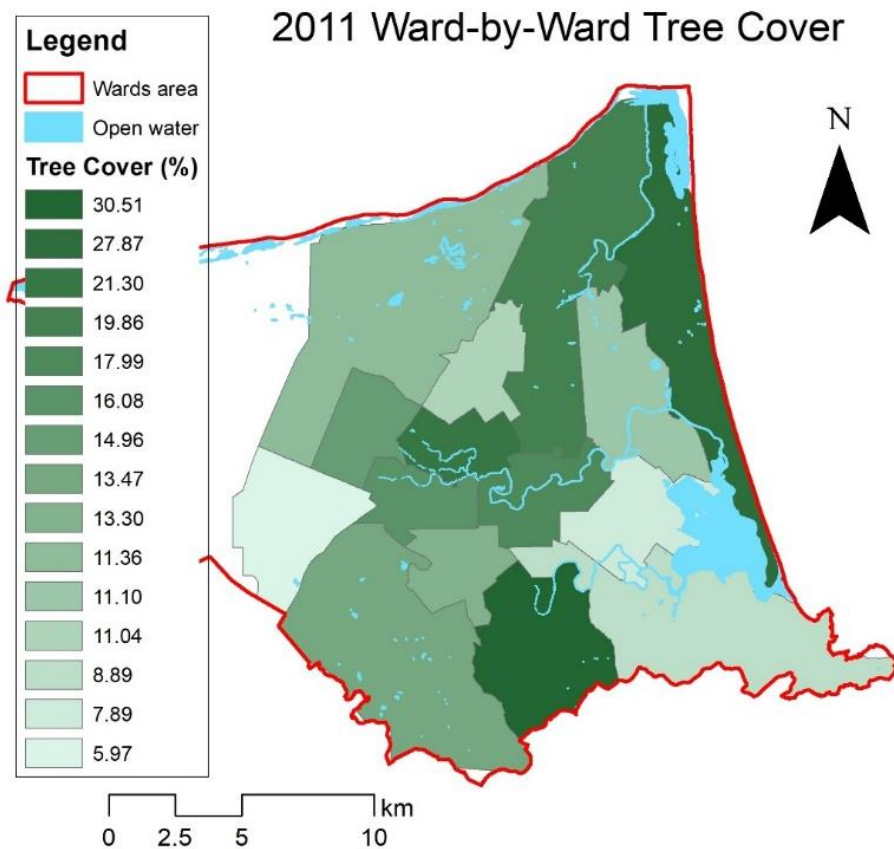 2011 Ward-by-Ward Tree Cover
Legend
Wards area
Open water
Tree Cover (%)
30.51
27.87
21.30
19.86
17.99
16.08
14.96
13.47
13.30
11.36
11.10
11.04
8.89
7.89
5.97
N
km
0 2.5 5 10